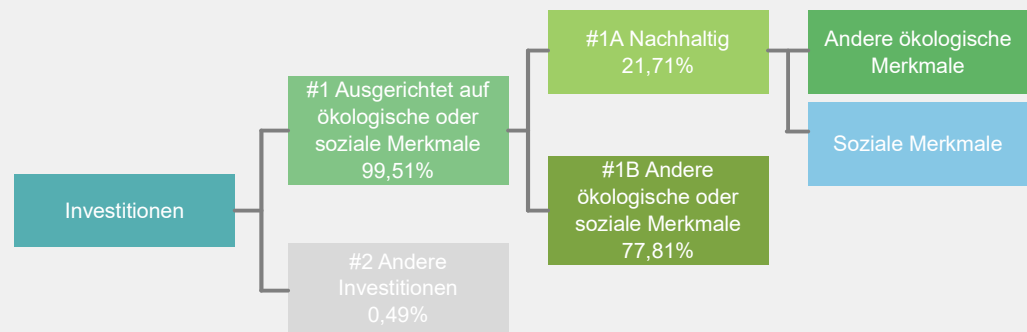 Investitionen
#1 Ausgerichtet auf
ökologische oder
soziale Merkmale
99,51%
#2 Andere
Investitionen
0,49%
#1A Nachhaltig
21,71%
#1B Andere
ökologische oder
soziale Merkmale
77,81%
Andere ökologische
Merkmale
Soziale Merkmale